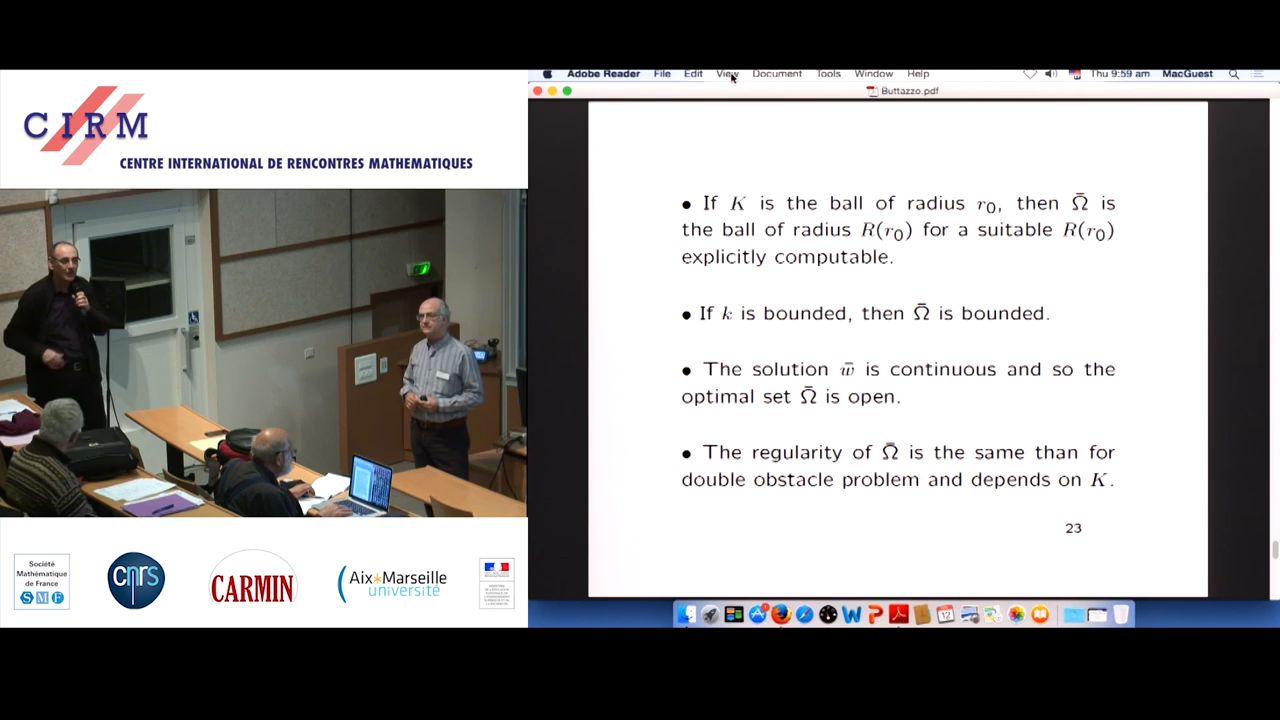 CIRM
CENTRE INTERNATIONAL DE RENCONTRES MATHEMATIQUES
Adobe Reader File Edit View Document Tools Window Help Thu 9:59 am MacGuest
Buttazzo.pdf
• If K is the ball of radius r₀, then Ω̄ is
the ball of radius R(r₀) for a suitable R(r₀)
explicitly computable.
• If k is bounded, then Ω̄ is bounded.
• The solution w̄ is continuous and so the
optimal set Ω̄ is open.
• The regularity of Ω̄ is the same than for
double obstacle problem and depends on K.
23
Société
Mathématique
de France
SMF
cnrs
CARMIN
Aix*Marseille
université